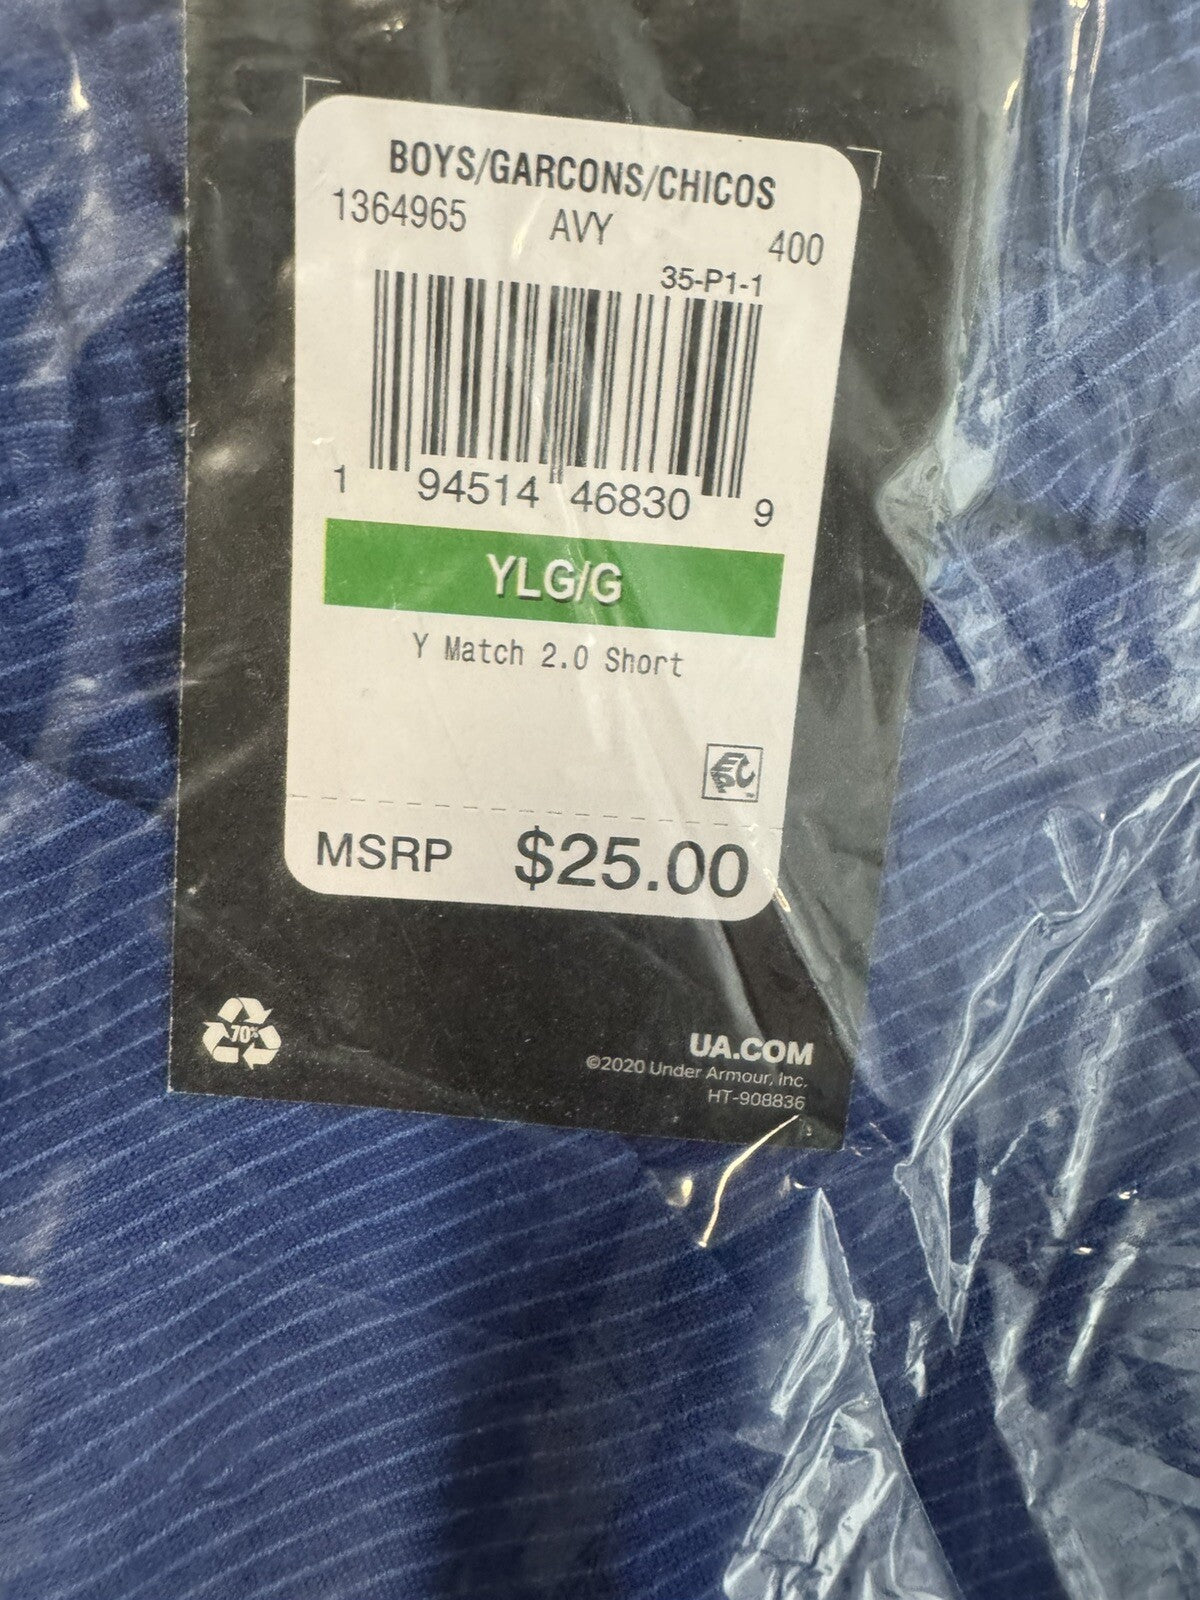 BOYS/GARCONS/CHICOS
1364965 AVY 400
35-P1-1
1 94514 46830 9
YLG/G
Y Match 2.0 Short
MSRP $25.00
70%
UA.COM
©2020 Under Armour, Inc.
HT-908836